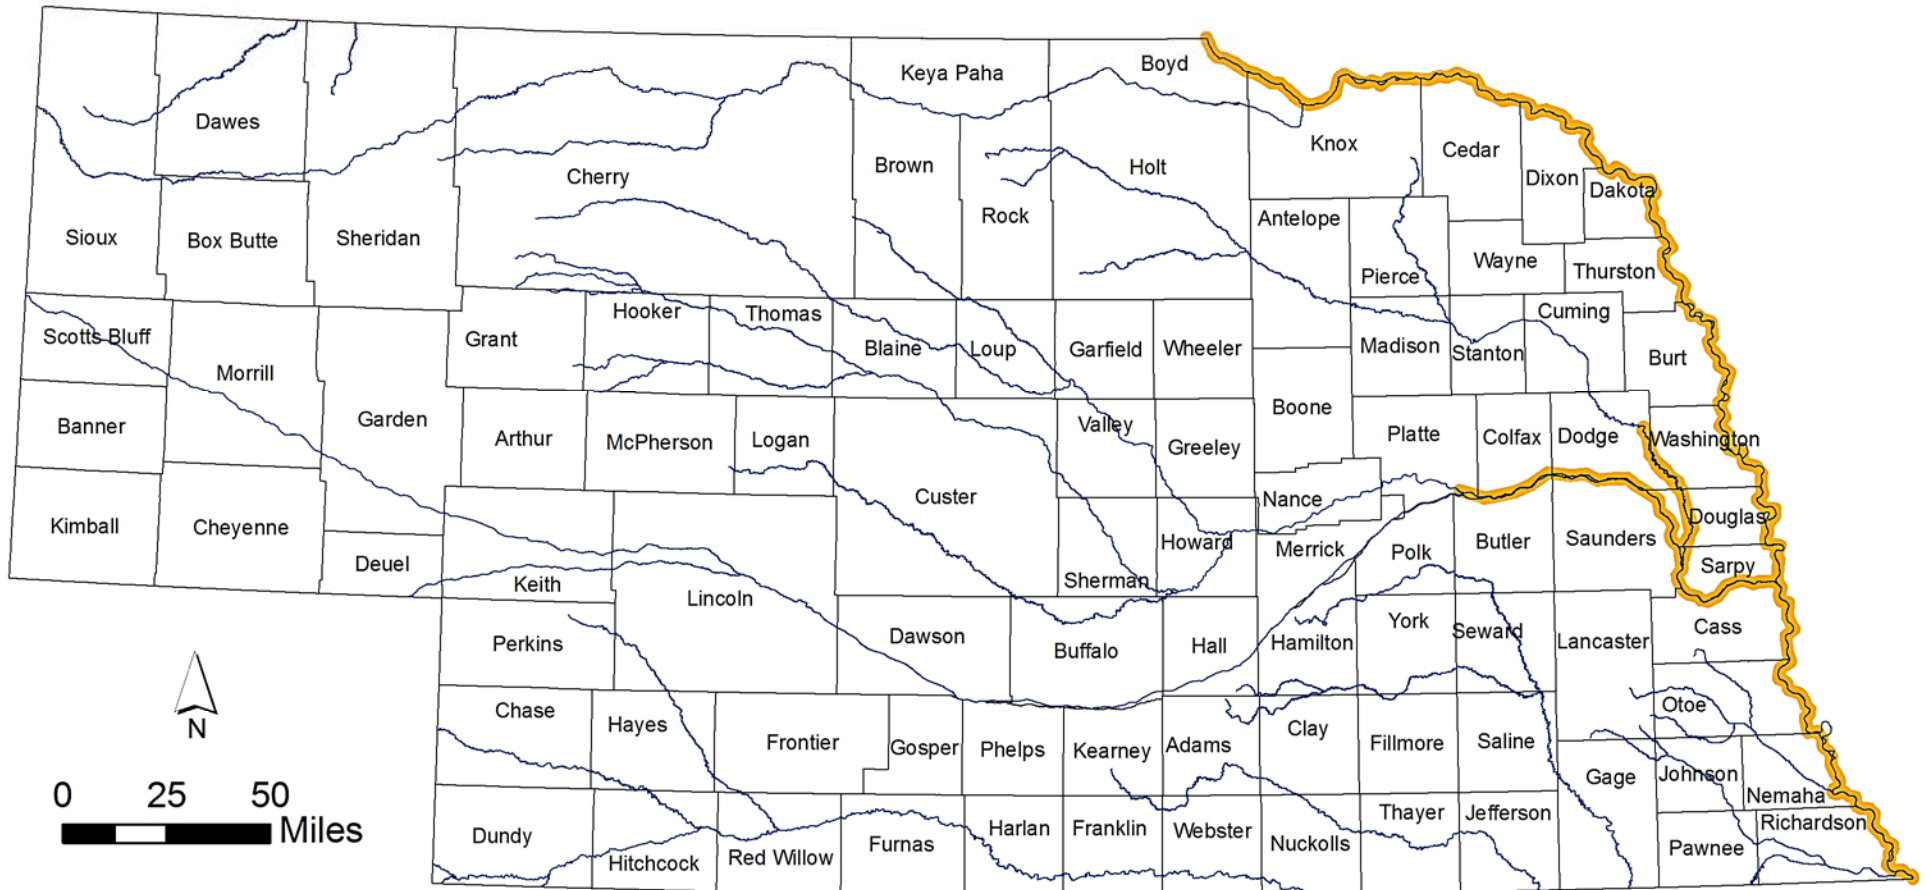 Boyd
Keya Paha
Dawes
Knox
Cedar
Brown
Holt
Cherry
Dixon
Dakota
Rock
Antelope
Sioux
Box Butte
Sheridan
Wayne
Thurston
Pierce
Hooker
Thomas
Cuming
Scotts Bluff
Grant
Blaine
Loup
Garfield
Wheeler
Madison
Stanton
Burt
Morrill
Boone
Garden
Banner
Arthur
McPherson
Logan
Valley
Greeley
Platte
Colfax
Dodge
Washington
Custer
Nance
Kimball
Cheyenne
Douglas
Howard
Merrick
Polk
Butler
Saunders
Deuel
Keith
Sherman
Sarpy
Lincoln
Perkins
Dawson
Buffalo
Hall
Hamilton
York
Seward
Lancaster
Cass
N
Chase
Hayes
Frontier
Gosper
Phelps
Kearney
Adams
Clay
Fillmore
Saline
Otoe
Gage
Johnson
Nemaha
0 25 50
Miles
Dundy
Hitchcock
Red Willow
Furnas
Harlan
Franklin
Webster
Nuckolls
Thayer
Jefferson
Pawnee
Richardson